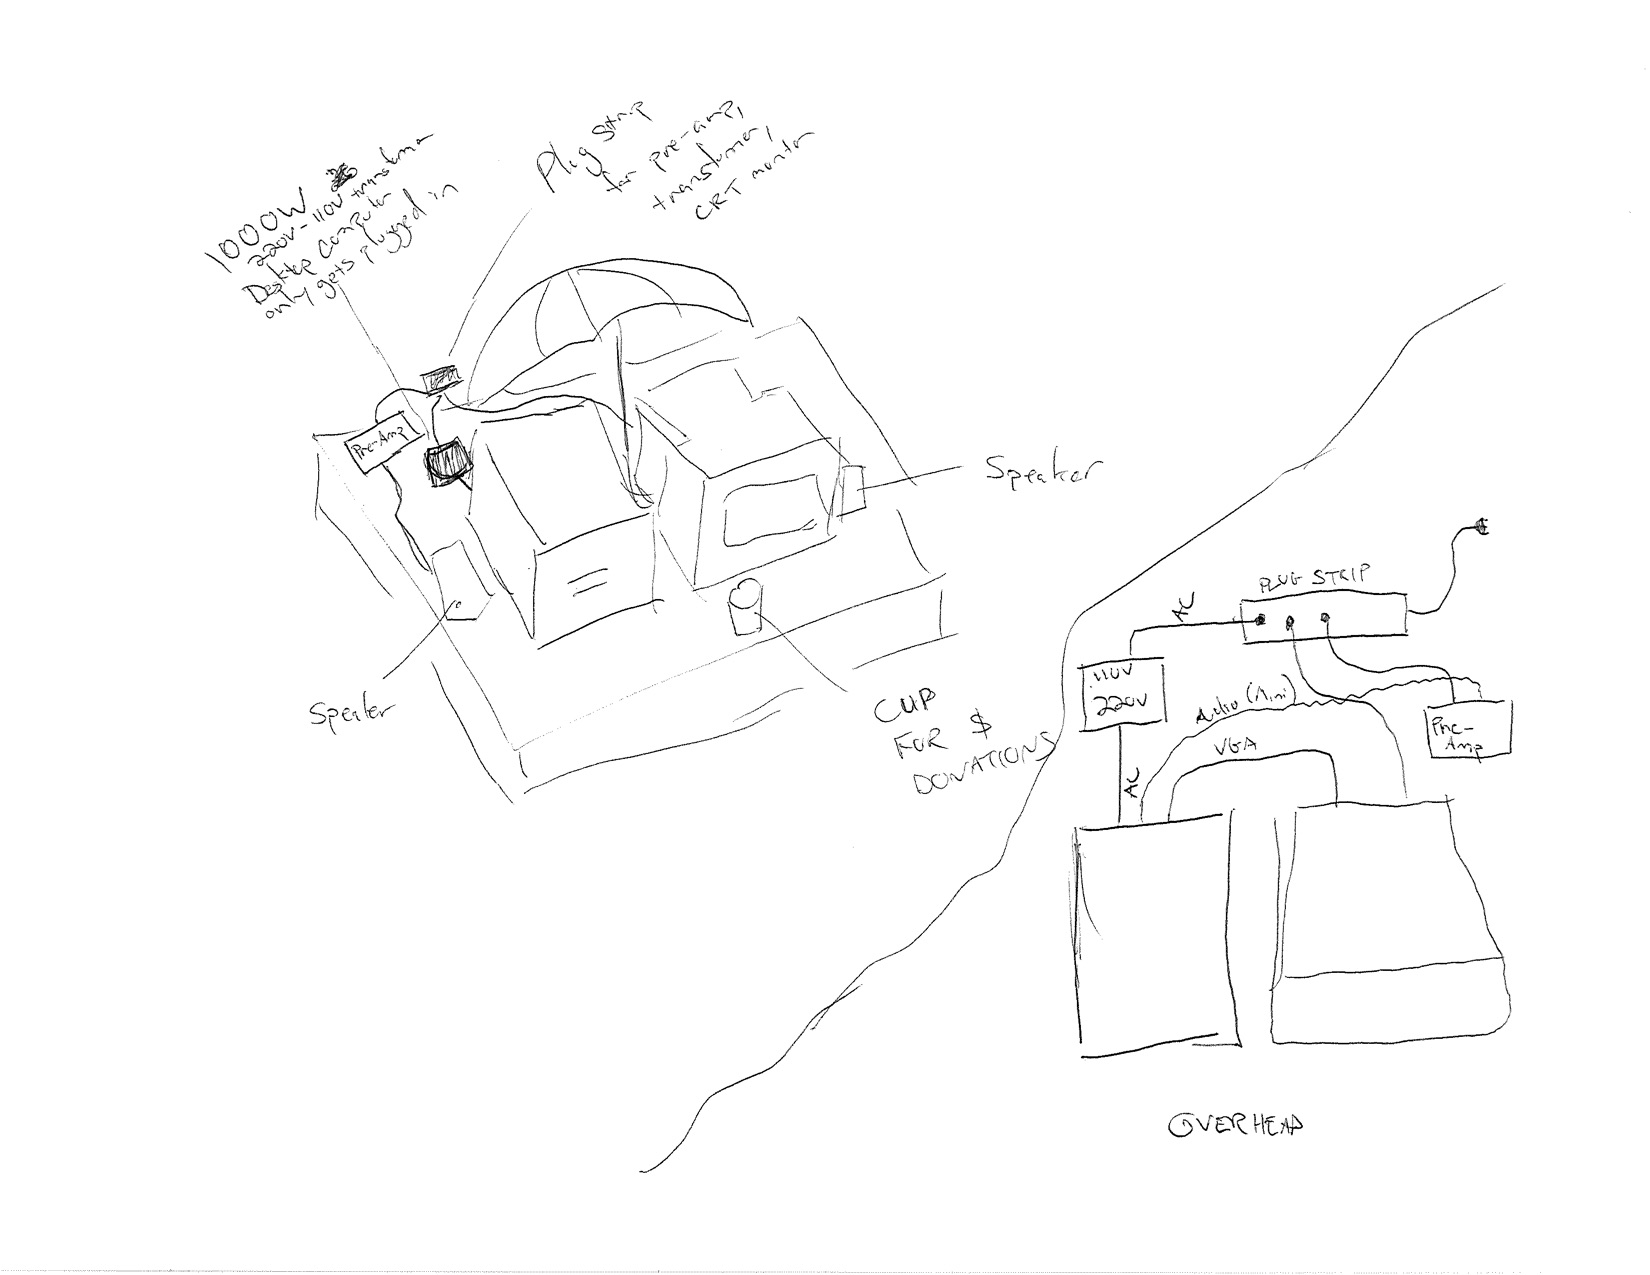 1000W
220V-110V transformer
Desktop computer
only gets plugged in
Plug strip
for pre-amp,
transformer,
CRT monitor
Pre-Amp
Speaker
Speaker
CUP
FOR $
DONATIONS
PLUG STRIP
AC
110V
220V
Audio (Mini)
Pre-
Amp
VGA
AC
OVERHEAD